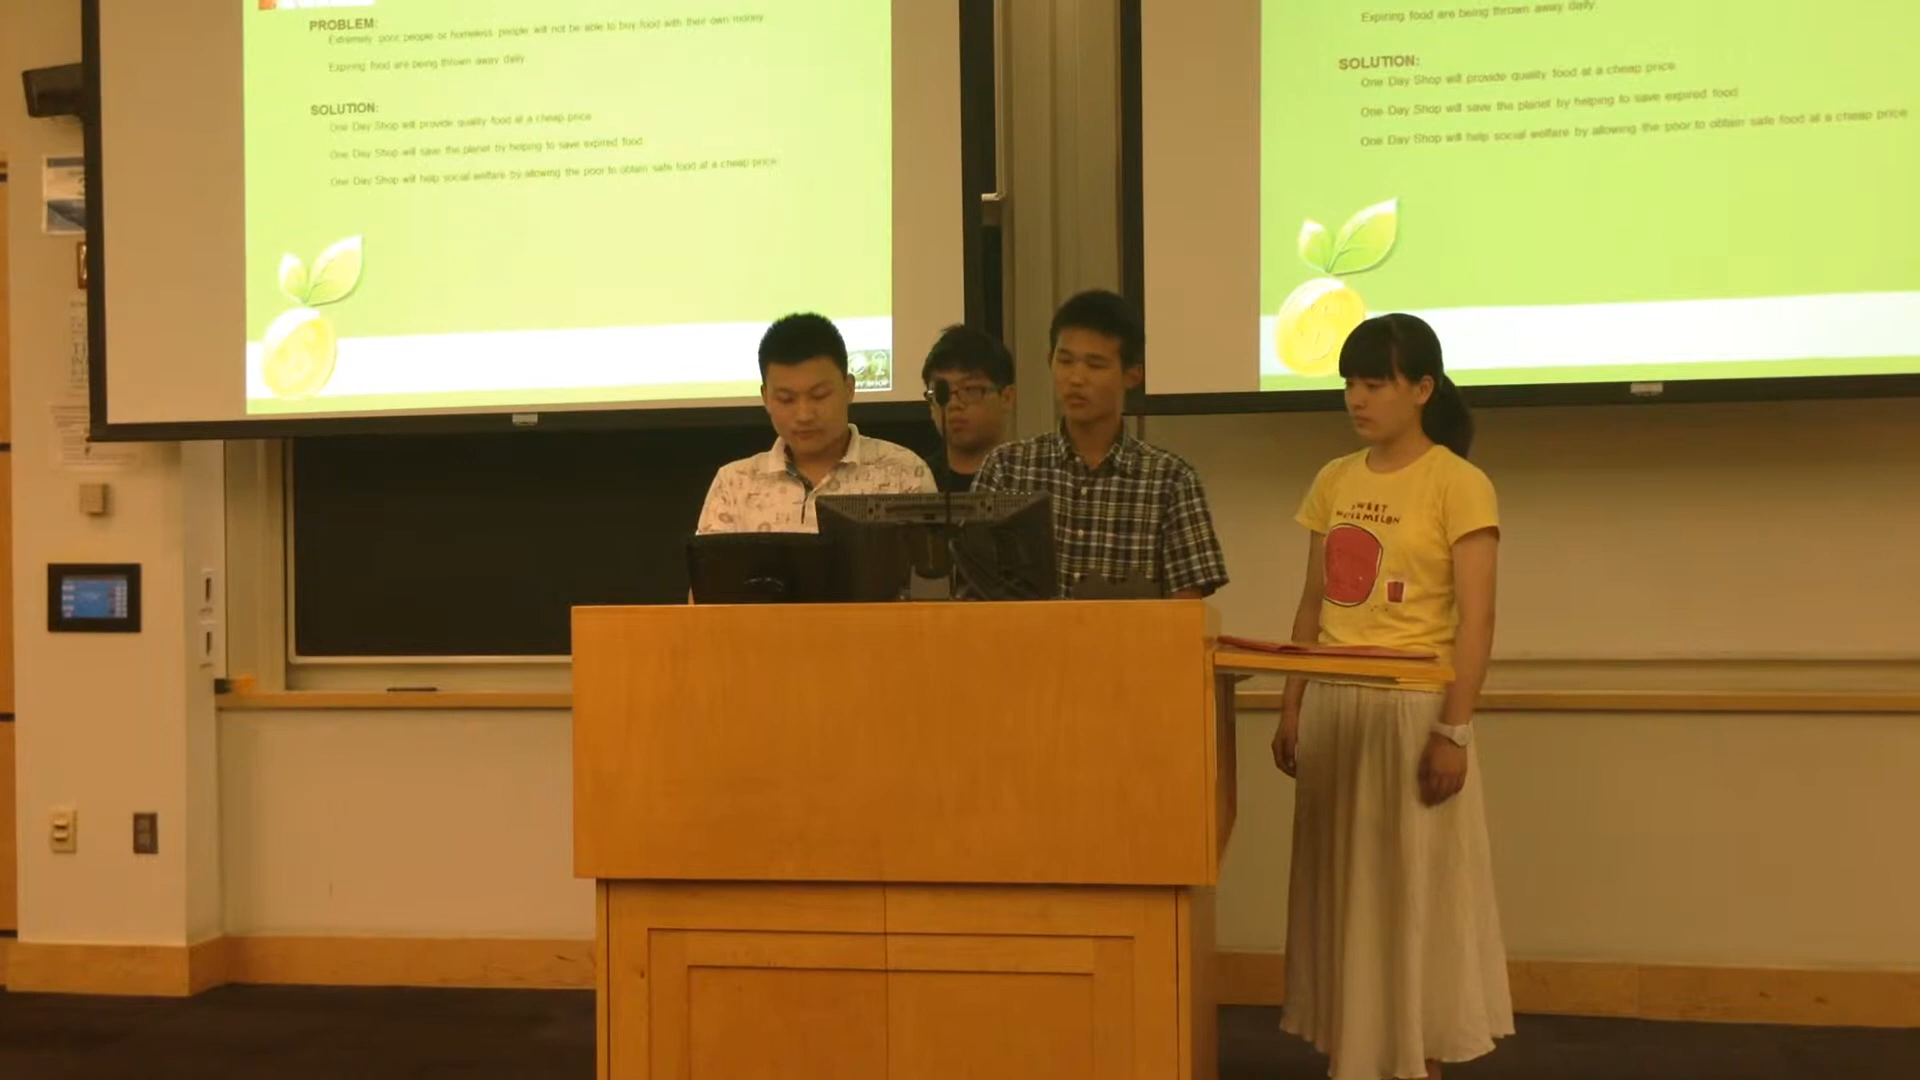 PROBLEM:
Extremely poor people or homeless people will not be able to buy food with their own money
Expiring food are being thrown away daily
SOLUTION:
One Day Shop will provide quality food at a cheap price
One Day Shop will save the planet by helping to save expired food
One Day Shop will help social welfare by allowing the poor to obtain safe food at a cheap price
Expiring food are being thrown away daily
SOLUTION:
One Day Shop will provide quality food at a cheap price
One Day Shop will save the planet by helping to save expired food
One Day Shop will help social welfare by allowing the poor to obtain safe food at a cheap price
SHOP
SWEET
WATERMELON